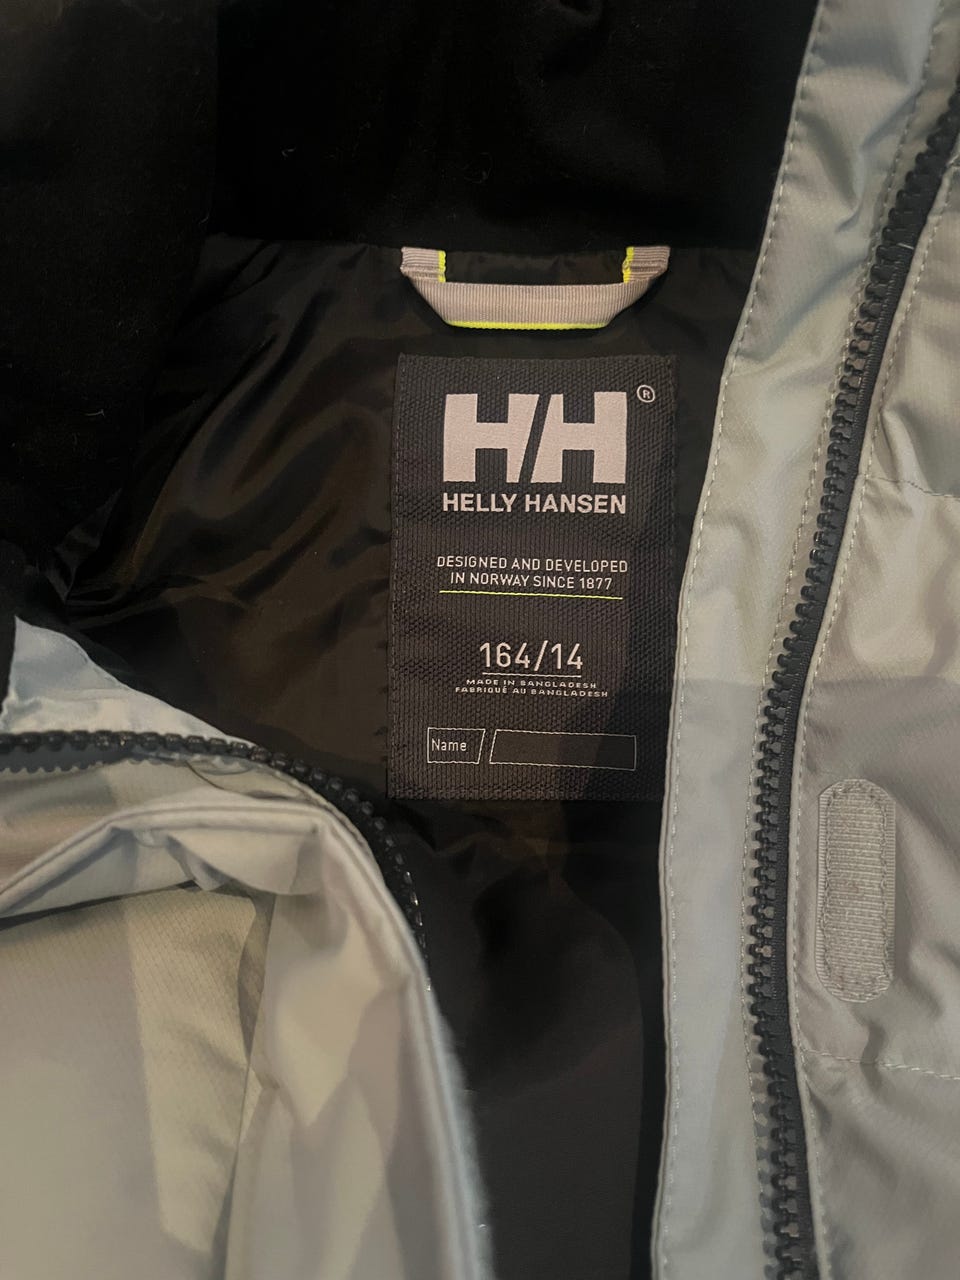 HH®
HELLY HANSEN
DESIGNED AND DEVELOPED
IN NORWAY SINCE 1877
164/14
MADE IN BANGLADESH
FABRIQUÉ AU BANGLADESH
Name